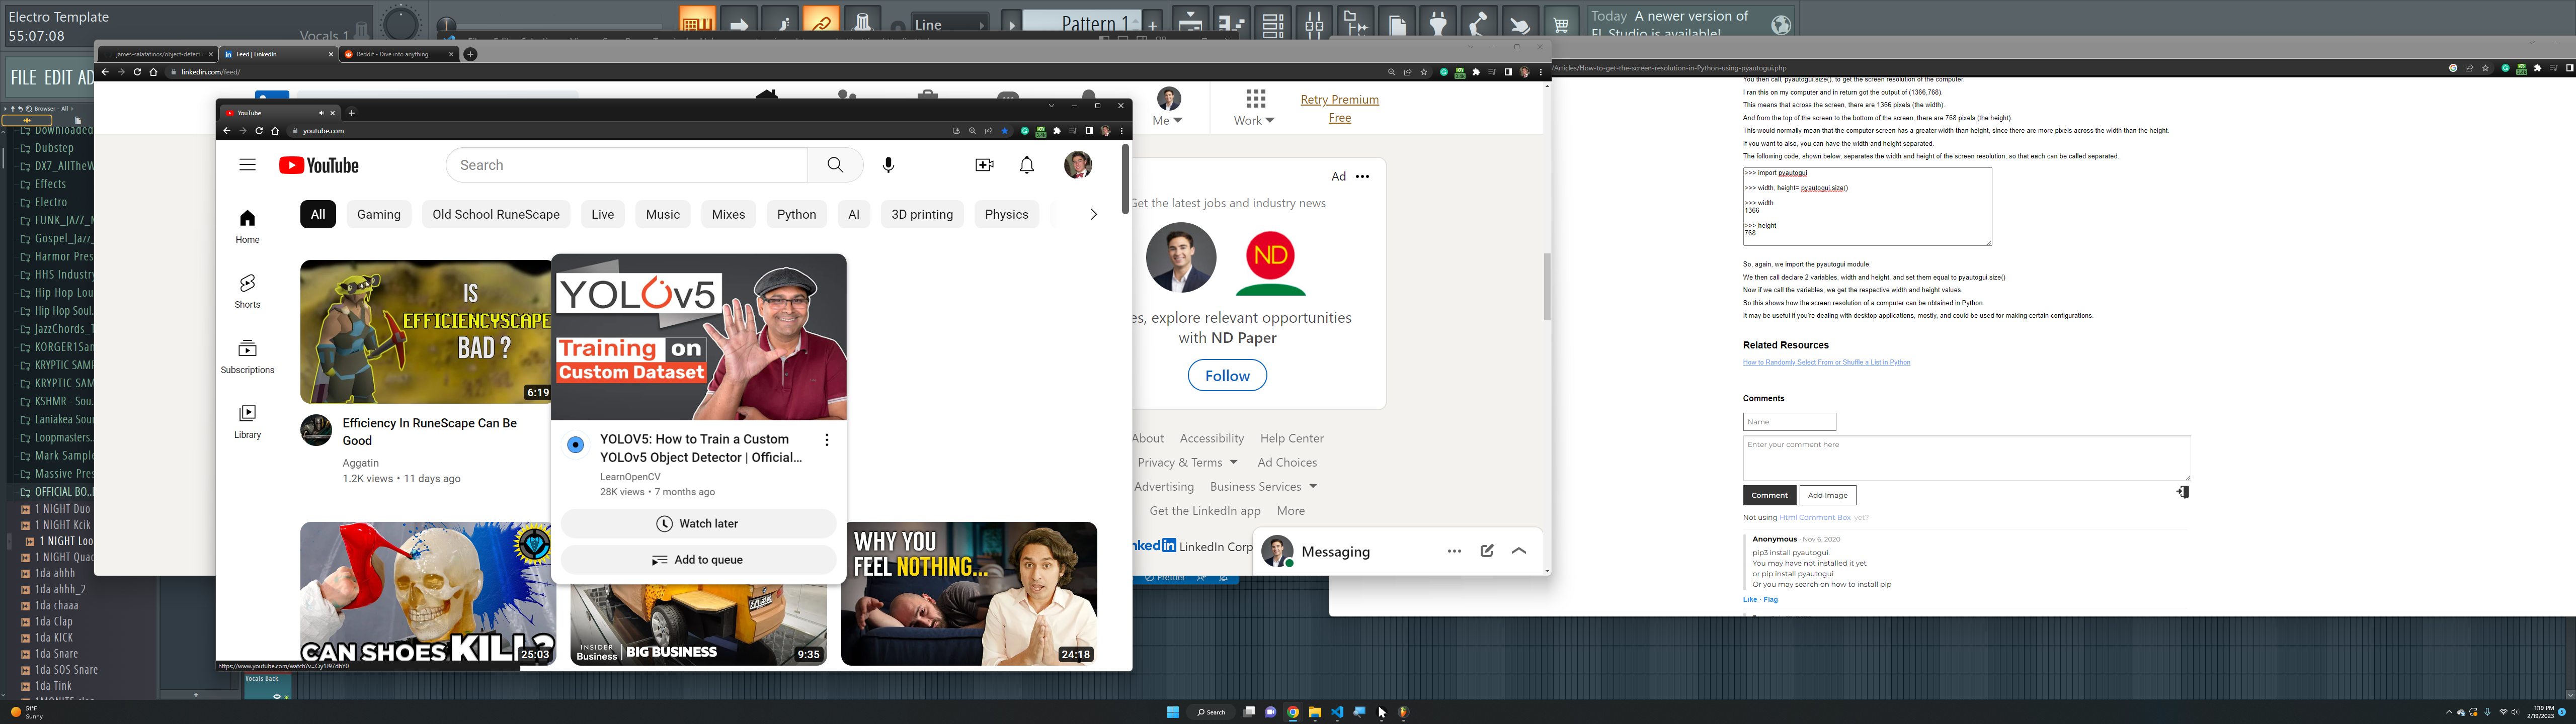 Electro Template
55:07:08
Vocals 1
Line
Pattern 1
Today A newer version of
FL Studio is available!
FILE EDIT AD
Browser - All
Downloaded
Dubstep
DX7_AllTheW
Effects
Electro
FUNK_JAZZ_
Gospel_Jazz_
Harmor Pres
HHS Industry
Hip Hop Lou
Hip Hop Soul.
JazzChords_1
KORGER1San
KRYPTIC SAMP
KRYPTIC SAM
KSHMR - Sou.
Laniakea Soun
Loopmasters..
Mark Sample
Massive Pres
OFFICIAL BO..
1 NIGHT Duo
1 NIGHT Kcik
1 NIGHT Loo
1 NIGHT Quad
1da ahhh
1da ahhh_2
1da chaaa
1da Clap
1da KICK
1da Snare
1da SOS Snare
1da Tink
Vocals Back
james-salafatinos/object-detect
Feed | LinkedIn
Reddit - Dive into anything
linkedin.com/feed/
Me
Work
Retry Premium
Free
Ad
Get the latest jobs and industry news
ND
es, explore relevant opportunities
with ND Paper
Follow
About Accessibility Help Center
Privacy & Terms Ad Choices
Advertising Business Services
Get the LinkedIn app More
LinkedIn Corp
Messaging
Prettier
YouTube
youtube.com
YouTube
Search
Home
Shorts
Subscriptions
Library
All
Gaming
Old School RuneScape
Live
Music
Mixes
Python
AI
3D printing
Physics
IS
EFFICIENCYSCAPE
BAD ?
6:19
Efficiency In RuneScape Can Be
Good
Aggatin
1.2K views • 11 days ago
YOLOv5
Training on
Custom Dataset
YOLOV5: How to Train a Custom
YOLOv5 Object Detector | Official...
LearnOpenCV
28K views • 7 months ago
Watch later
Add to queue
CAN SHOES KILL?
25:03
INSIDER
Business | BIG BUSINESS
9:35
WHY YOU
FEEL NOTHING...
24:18
https://www.youtube.com/watch?v=Ciy1J97dbY0
/Articles/How-to-get-the-screen-resolution-in-Python-using-pyautogui.php
You then call, pyautogui.size(), to get the screen resolution of the computer.
I ran this on my computer and in return got the output of (1366,768).
This means that across the screen, there are 1366 pixels (the width).
And from the top of the screen to the bottom of the screen, there are 768 pixels (the height).
This would normally mean that the computer screen has a greater width than height, since there are more pixels across the width than the height.
If you want to also, you can have the width and height separated.
The following code, shown below, separates the width and height of the screen resolution, so that each can be called separated.
>>> import pyautogui
>>> width, height= pyautogui.size()
>>> width
1366
>>> height
768
So, again, we import the pyautogui module.
We then call declare 2 variables, width and height, and set them equal to pyautogui.size()
Now if we call the variables, we get the respective width and height values.
So this shows how the screen resolution of a computer can be obtained in Python.
It may be useful if you're dealing with desktop applications, mostly, and could be used for making certain configurations.
Related Resources
How to Randomly Select From or Shuffle a List in Python
Comments
Name
Enter your comment here
Comment
Add Image
Not using Html Comment Box yet?
Anonymous · Nov 6, 2020
pip3 install pyautogui.
You may have not installed it yet
or pip install pyautogui
Or you may search on how to install pip
Like · Flag
51°F
Sunny
Search
1:19 PM
2/19/2023